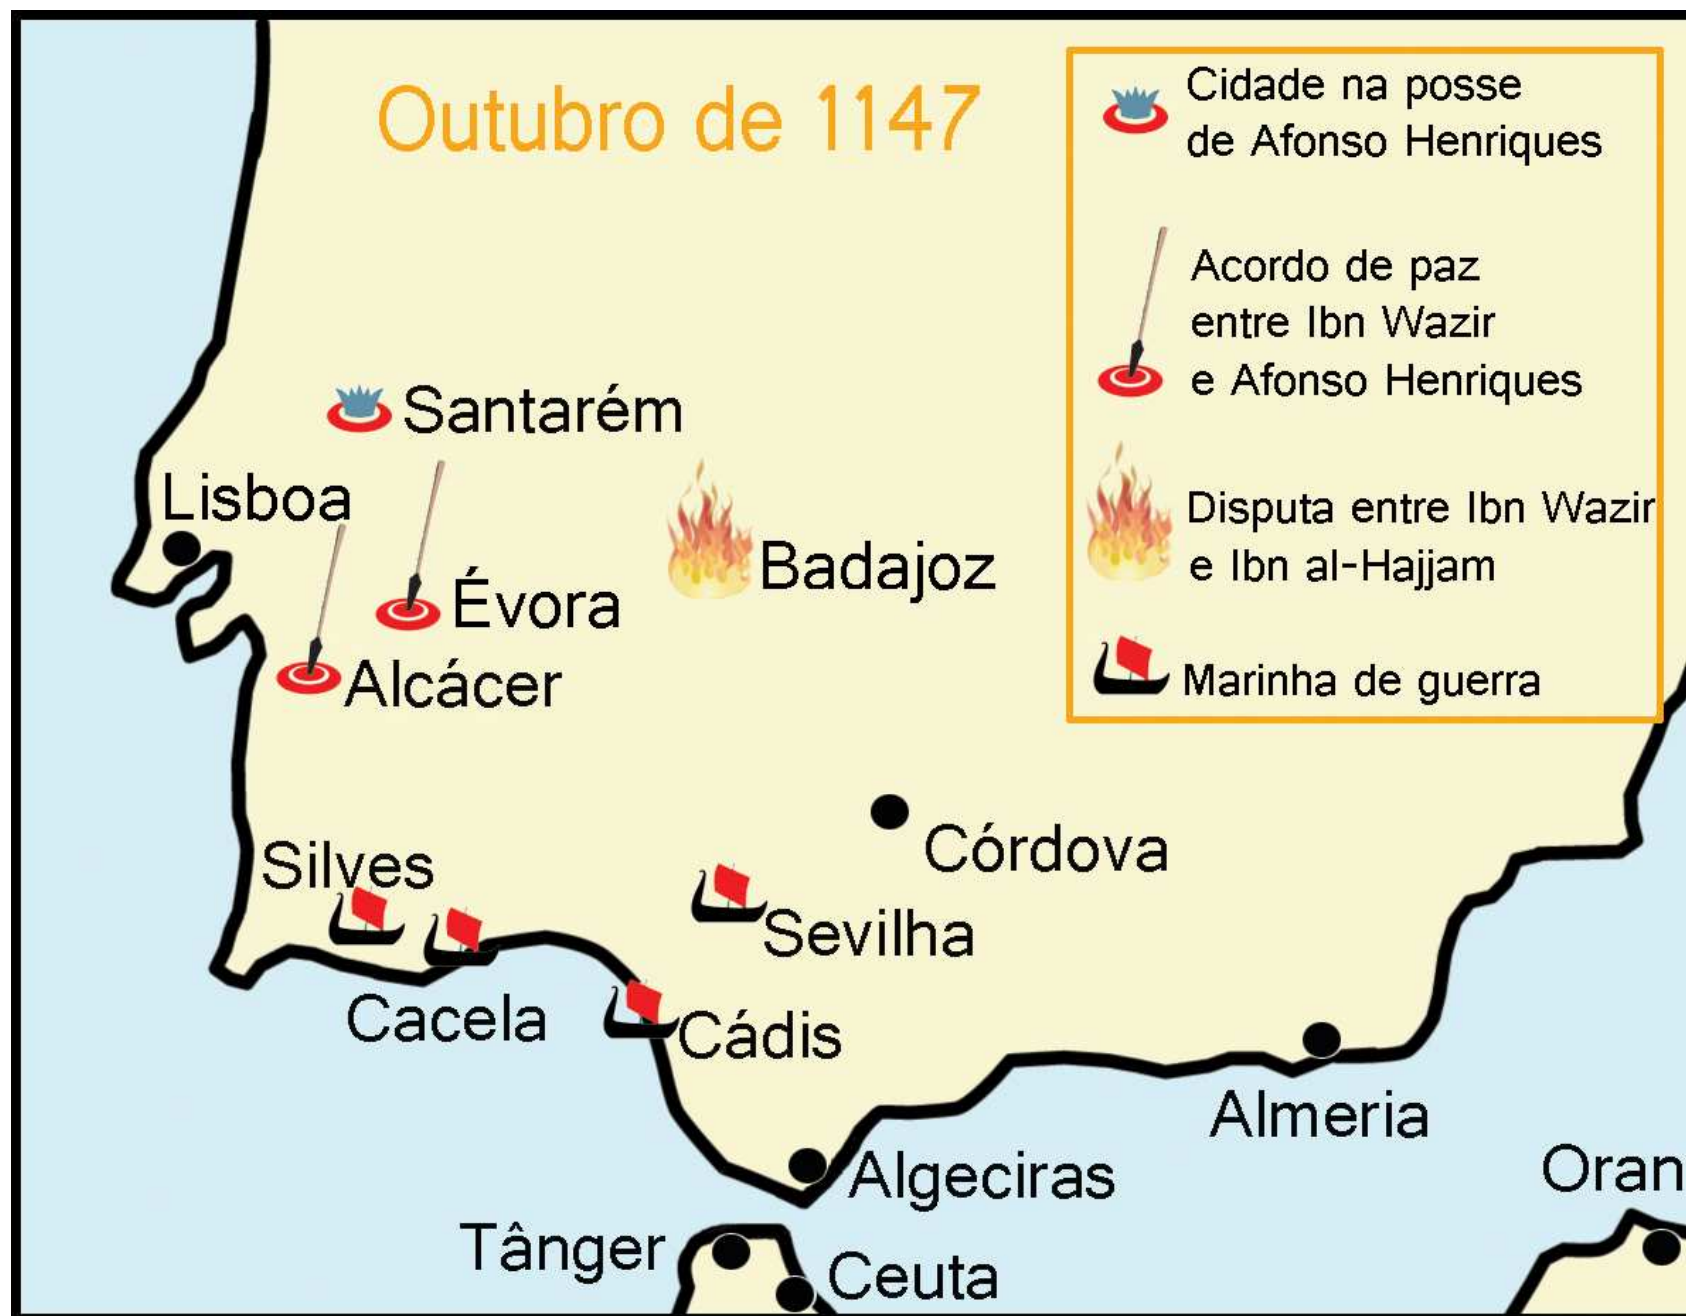 Outubro de 1147
Cidade na posse
de Afonso Henriques
Acordo de paz
entre Ibn Wazir
e Afonso Henriques
Disputa entre Ibn Wazir
e Ibn al-Hajjam
Marinha de guerra
Santarém
Lisboa
Badajoz
Évora
Alcácer
Córdova
Silves
Sevilha
Cacela
Cádis
Almeria
Algeciras
Oran
Tânger
Ceuta